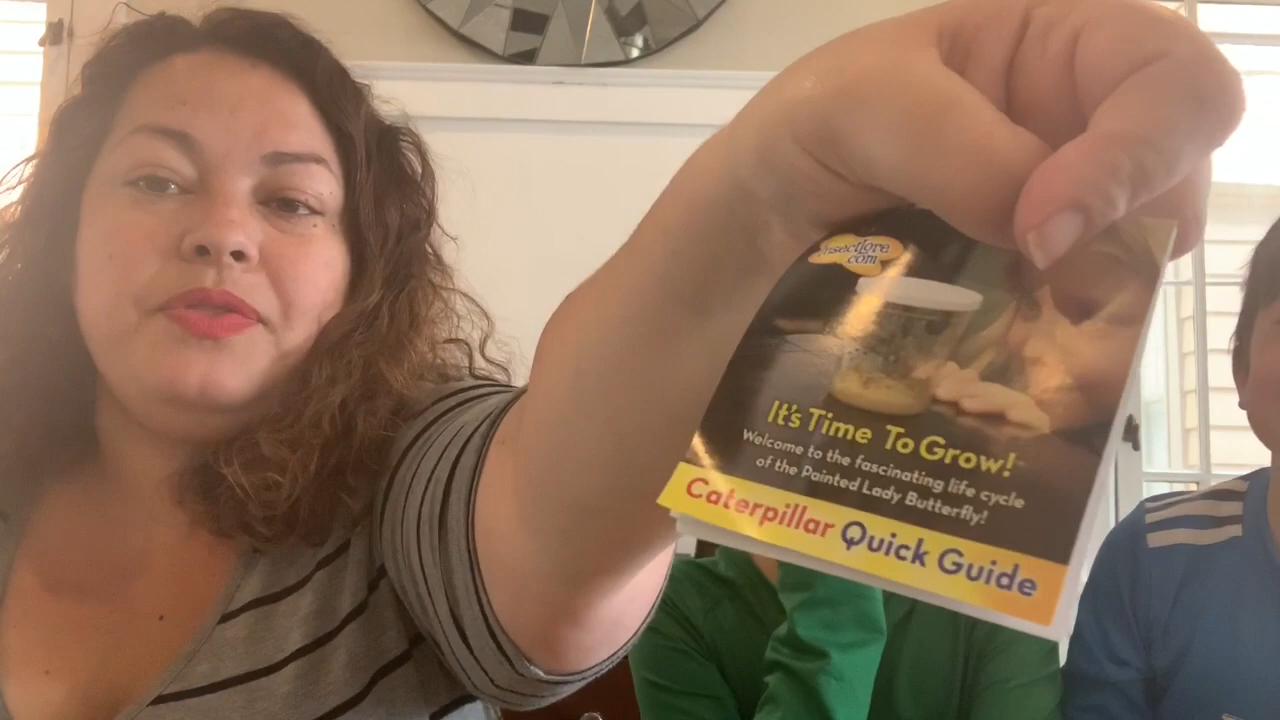 insectlore
.com
It's Time To Grow!
Welcome to the fascinating life cycle
of the Painted Lady Butterfly!
Caterpillar Quick Guide